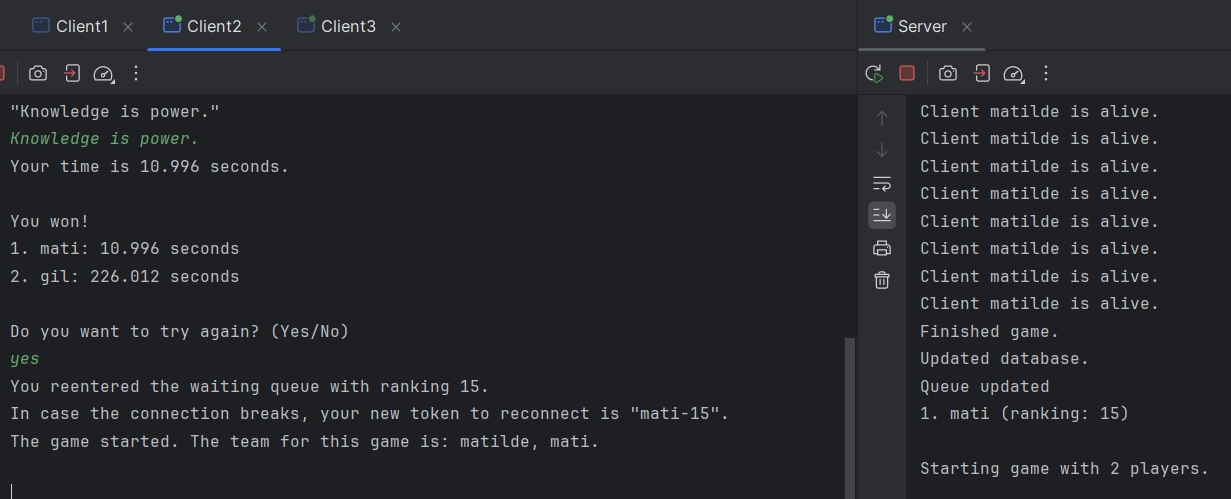 Client1
Client2
Client3
"Knowledge is power."
Knowledge is power.
Your time is 10.996 seconds.
You won!
1. mati: 10.996 seconds
2. gil: 226.012 seconds
Do you want to try again? (Yes/No)
yes
You reentered the waiting queue with ranking 15.
In case the connection breaks, your new token to reconnect is "mati-15".
The game started. The team for this game is: matilde, mati.
Server
Client matilde is alive.
Client matilde is alive.
Client matilde is alive.
Client matilde is alive.
Client matilde is alive.
Client matilde is alive.
Client matilde is alive.
Client matilde is alive.
Finished game.
Updated database.
Queue updated
1. mati (ranking: 15)
Starting game with 2 players.